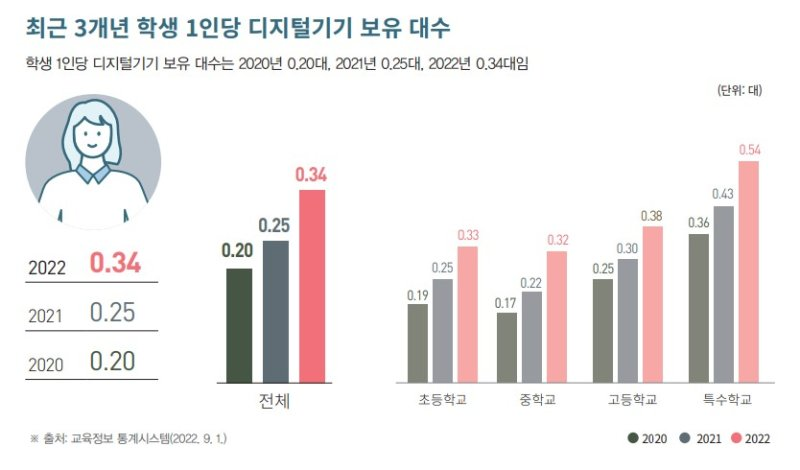 최근 3개년 학생 1인당 디지털기기 보유 대수
학생 1인당 디지털기기 보유 대수는 2020년 0.20대, 2021년 0.25대, 2022년 0.34대임
(단위: 대)
2022 0.34
2021 0.25
2020 0.20
0.20 0.25 0.34
전체
0.19 0.25 0.33
초등학교
0.17 0.22 0.32
중학교
0.25 0.30 0.38
고등학교
0.36 0.43 0.54
특수학교
※ 출처: 교육정보 통계시스템(2022. 9. 1.)
2020 2021 2022